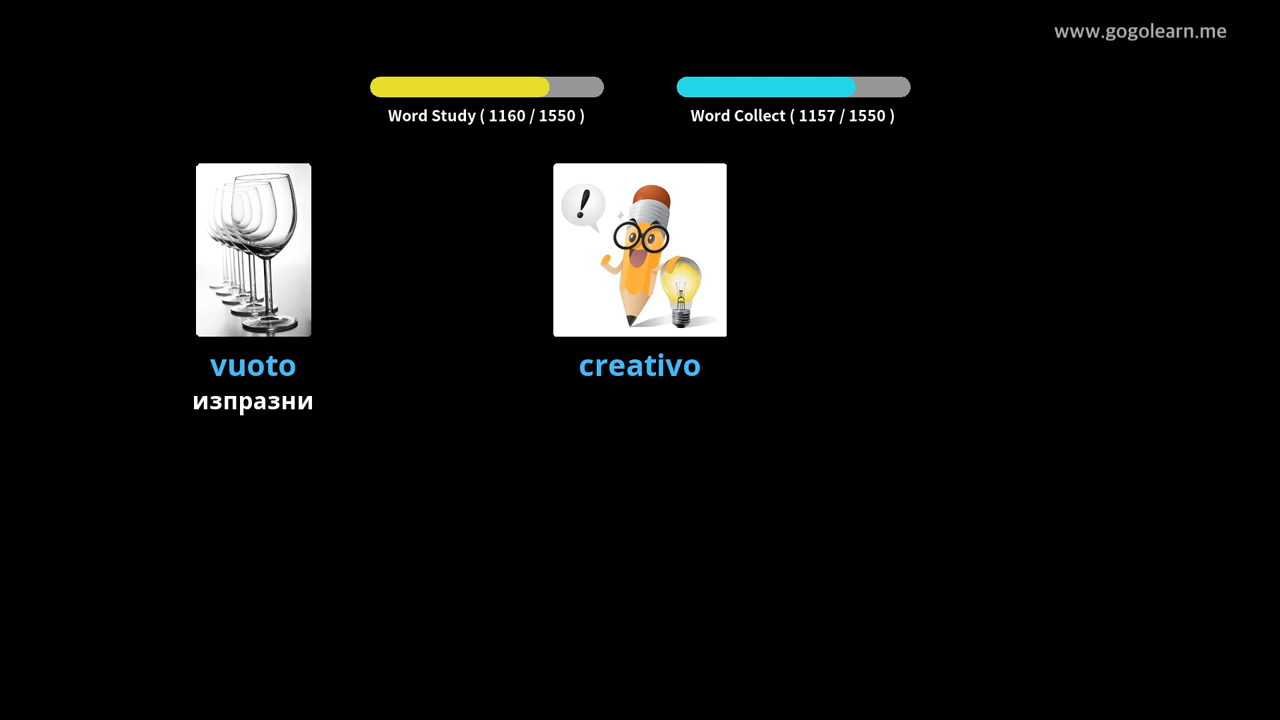 www.gogolearn.me
Word Study ( 1160 / 1550 )
Word Collect ( 1157 / 1550 )
!
vuoto
creativo
изпразни